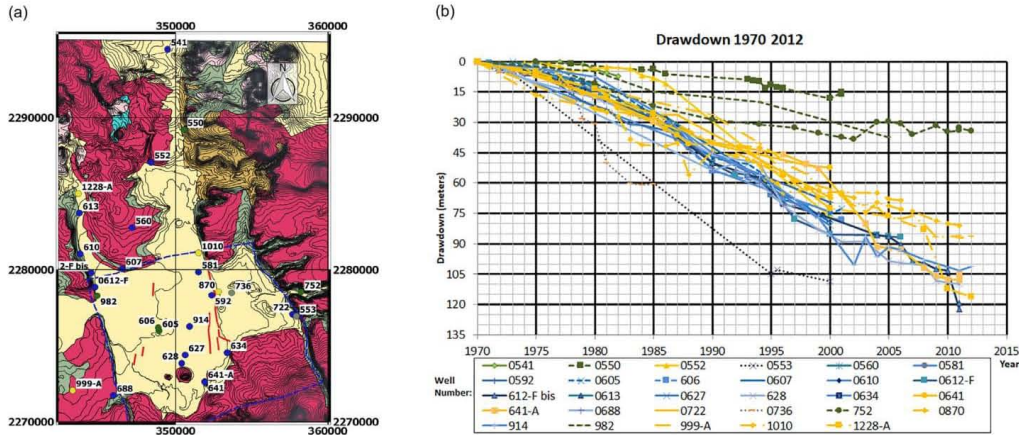 (a)
350000 360000
541
N
2290000
550
552
1228-A
613
560
610
1010
2280000
607
581
2-F bis
0612-F
870
736
752
592
982
553
722
606
605
914
634
627
628
999-A
641-A
688
641
2270000
350000 360000
(b)
Drawdown 1970 2012
Drawdown (meters)
0
15
30
45
60
75
90
105
120
135
1970 1975 1980 1985 1990 1995 2000 2005 2010 2015
Year
Well Number:
0541 0550 0552 0553 0560 0581
0592 0605 606 0607 0610 0612-F
612-F bis 0613 0627 628 0634 0641
641-A 0688 0722 0736 752 0870
914 982 999-A 1010 1228-A